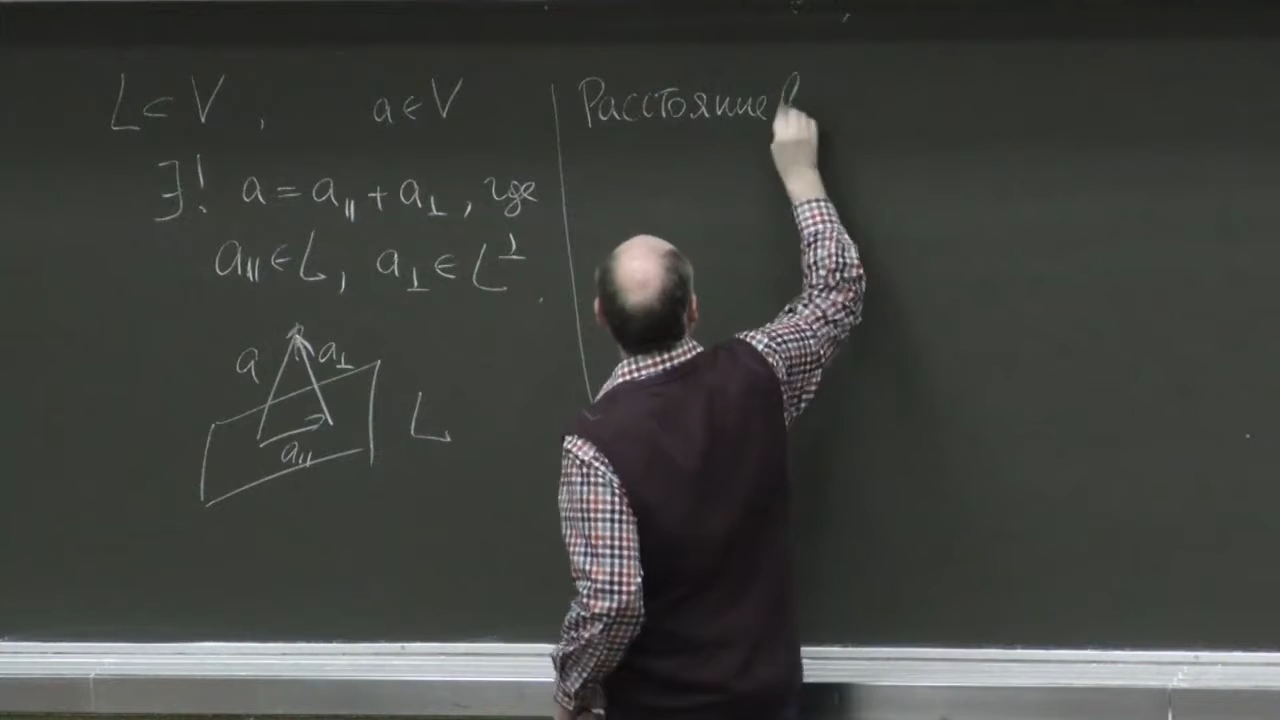 L ⊂ V, a ∈ V
∃! a = a∥ + a⊥, где
a∥ ∈ L, a⊥ ∈ L⊥.
a a⊥
a∥ L
Расстояние